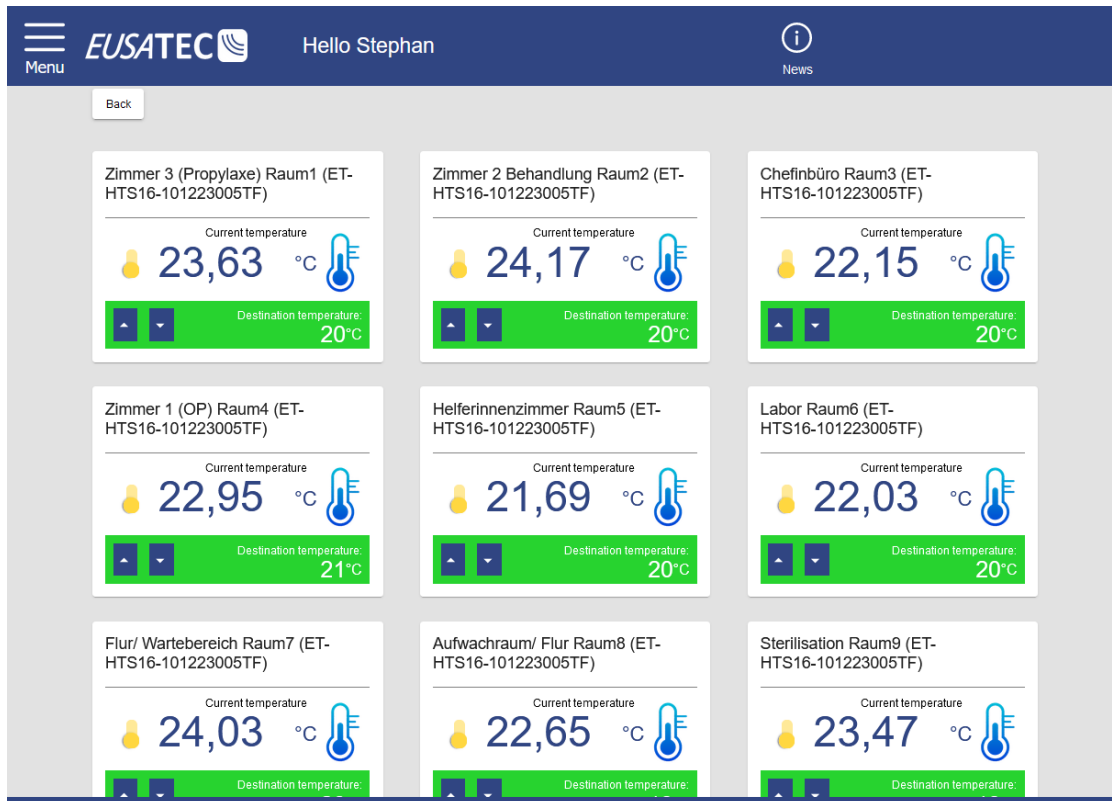 Menu
EUSATEC
Hello Stephan
News
Back
Zimmer 3 (Propylaxe) Raum1 (ET-
HTS16-101223005TF)
Current temperature
23,63 °C
Destination temperature:
20°C
Zimmer 2 Behandlung Raum2 (ET-
HTS16-101223005TF)
Current temperature
24,17 °C
Destination temperature:
20°C
Chefinbüro Raum3 (ET-
HTS16-101223005TF)
Current temperature
22,15 °C
Destination temperature:
20°C
Zimmer 1 (OP) Raum4 (ET-
HTS16-101223005TF)
Current temperature
22,95 °C
Destination temperature:
21°C
Helferinnenzimmer Raum5 (ET-
HTS16-101223005TF)
Current temperature
21,69 °C
Destination temperature:
20°C
Labor Raum6 (ET-
HTS16-101223005TF)
Current temperature
22,03 °C
Destination temperature:
20°C
Flur/ Wartebereich Raum7 (ET-
HTS16-101223005TF)
Current temperature
24,03 °C
Destination temperature:
Aufwachraum/ Flur Raum8 (ET-
HTS16-101223005TF)
Current temperature
22,65 °C
Destination temperature:
Sterilisation Raum9 (ET-
HTS16-101223005TF)
Current temperature
23,47 °C
Destination temperature: